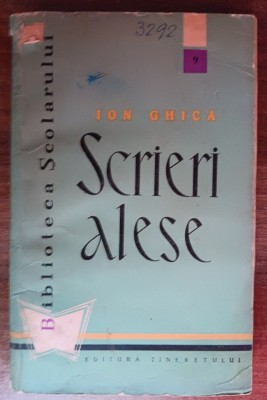 3292
9
ION GHICA
Scrieri
alese
Biblioteca Școlarului
EDITURA TINERETULUI